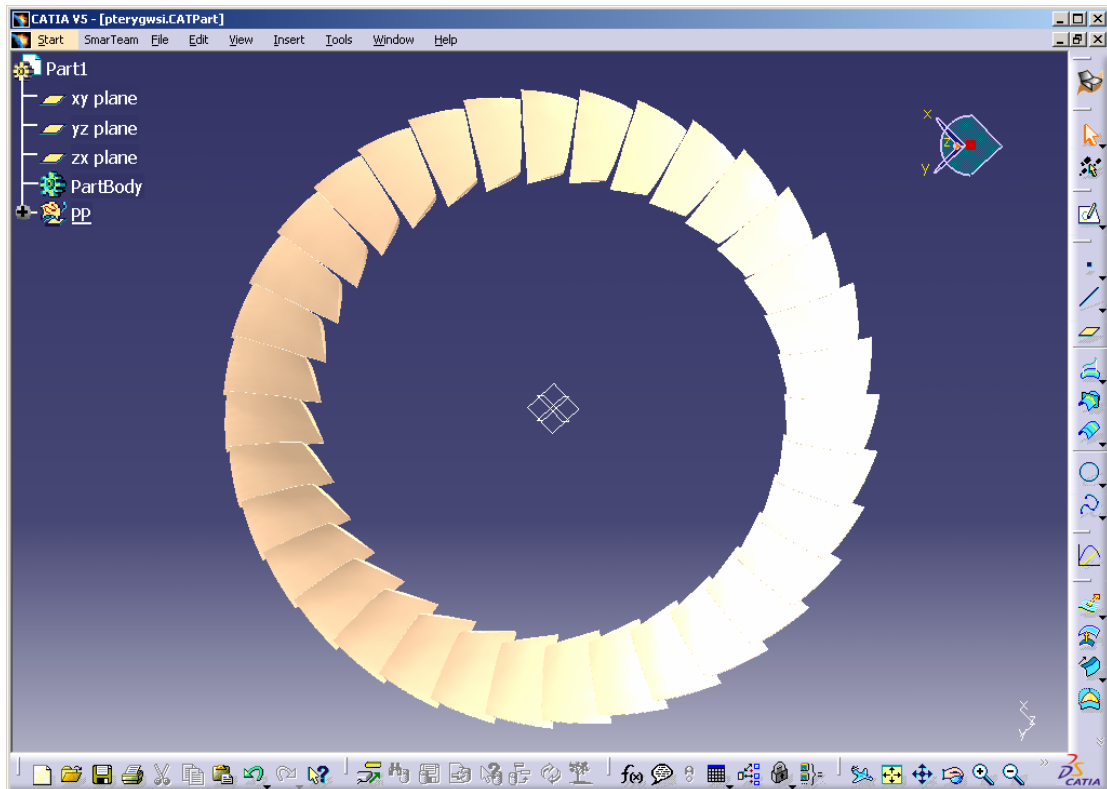 CATIA V5 - [pterygwsi.CATPart]
Start SmarTeam File Edit View Insert Tools Window Help
Part1
xy plane
yz plane
zx plane
PartBody
PP
x
z
y
x
z
y
f(x)
CATIA